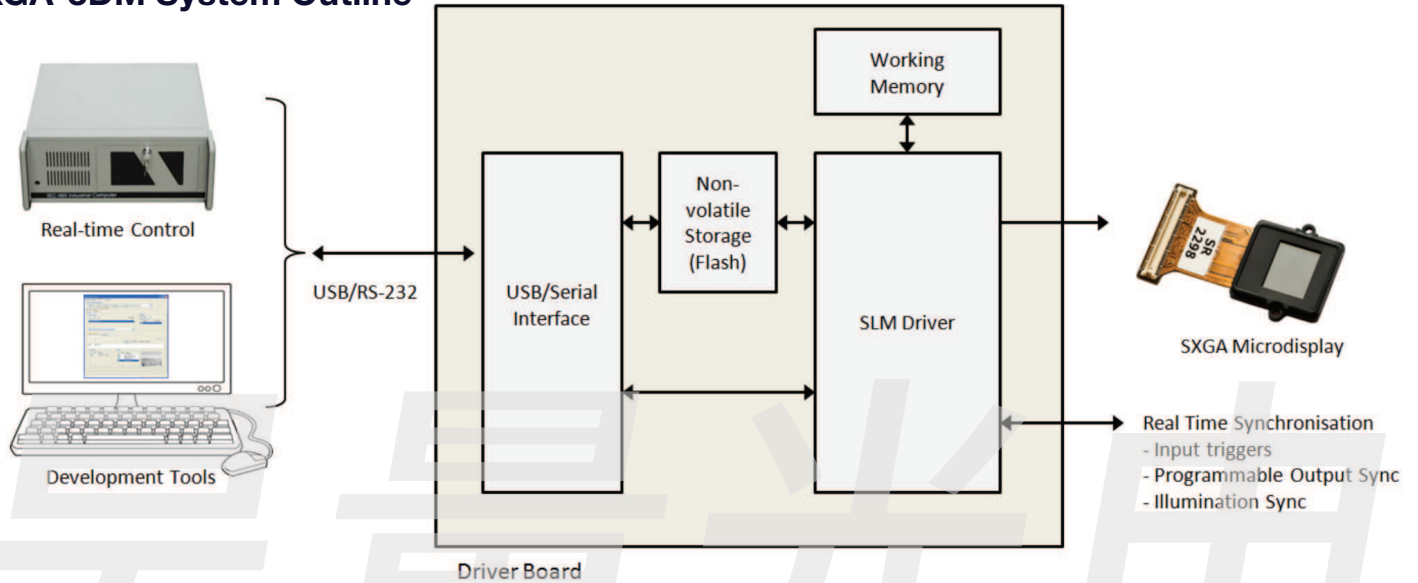 XGA-3DM System Outline
Working
Memory
Non-
volatile
Storage
(Flash)
USB/Serial
Interface
SLM Driver
Real-time Control
USB/RS-232
Development Tools
SR
2298
SXGA Microdisplay
Real Time Synchronisation
- Input triggers
- Programmable Output Sync
- Illumination Sync
Driver Board